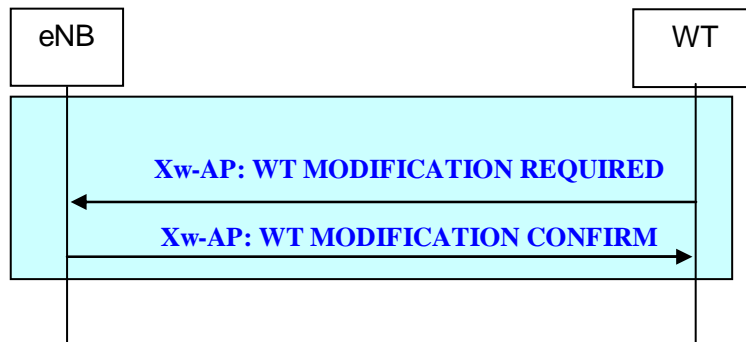 eNB
WT
Xw-AP: WT MODIFICATION REQUIRED
Xw-AP: WT MODIFICATION CONFIRM